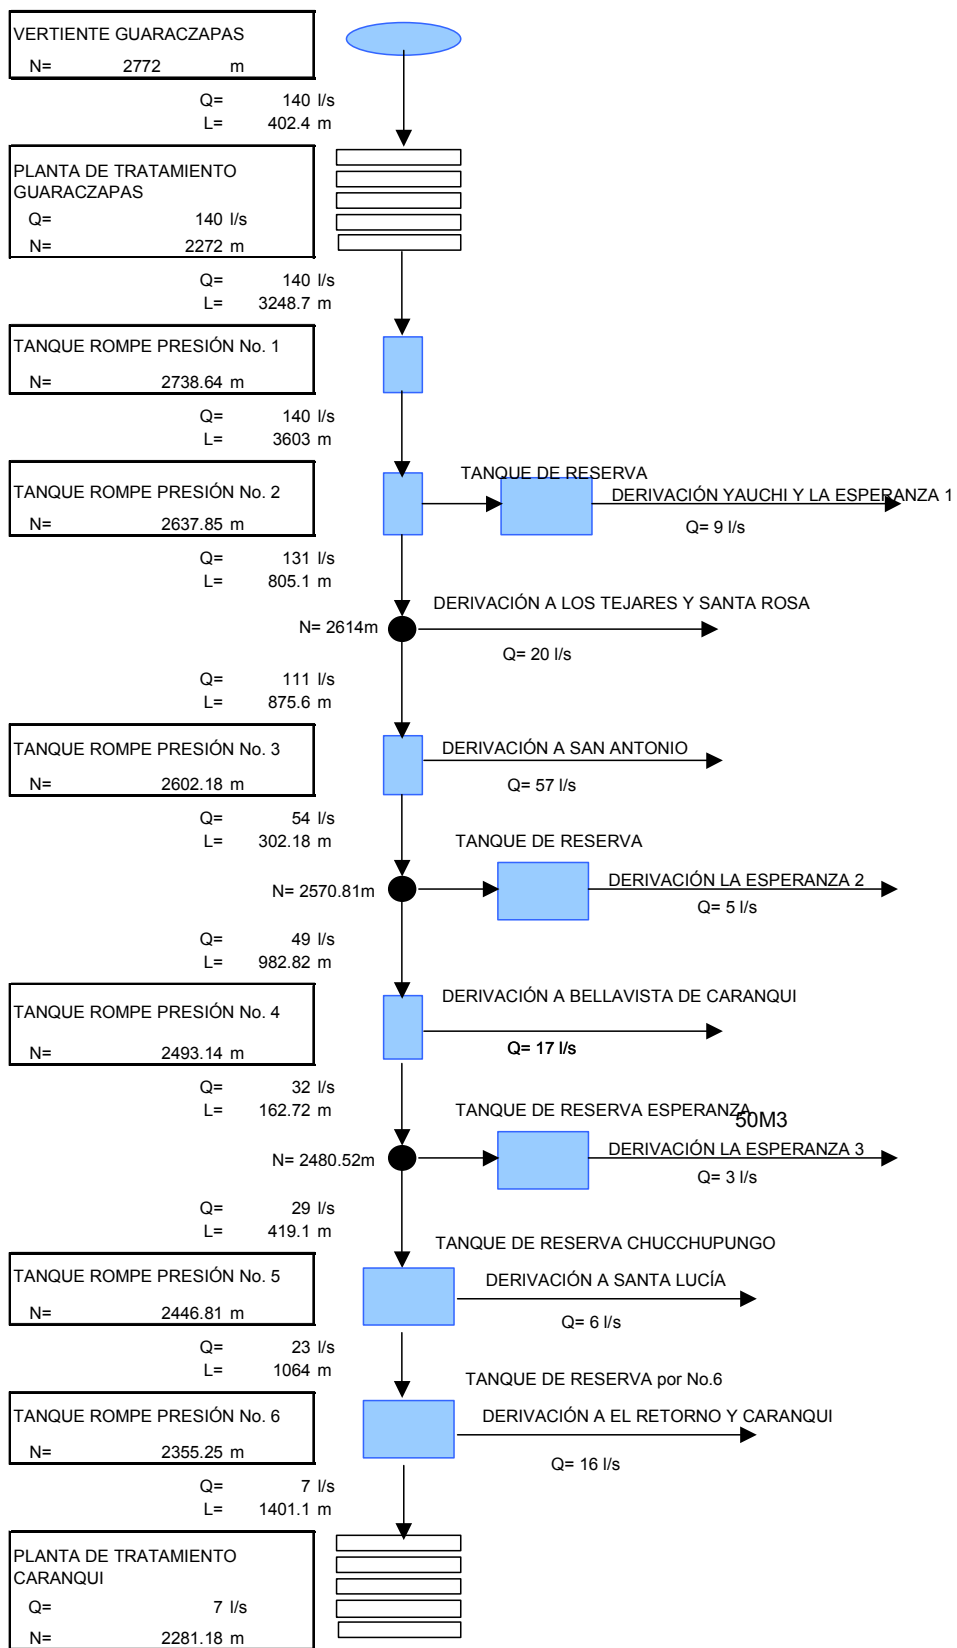 VERTIENTE GUARACZAPAS
N= 2772 m
Q= 140 l/s
L= 402.4 m
PLANTA DE TRATAMIENTO
GUARACZAPAS
Q= 140 l/s
N= 2272 m
Q= 140 l/s
L= 3248.7 m
TANQUE ROMPE PRESIÓN No. 1
N= 2738.64 m
Q= 140 l/s
L= 3603 m
TANQUE DE RESERVA
TANQUE ROMPE PRESIÓN No. 2
DERIVACIÓN YAUCHI Y LA ESPERANZA 1
N= 2637.85 m
Q= 9 l/s
Q= 131 l/s
L= 805.1 m
DERIVACIÓN A LOS TEJARES Y SANTA ROSA
N= 2614m
Q= 20 l/s
Q= 111 l/s
L= 875.6 m
TANQUE ROMPE PRESIÓN No. 3
DERIVACIÓN A SAN ANTONIO
N= 2602.18 m
Q= 57 l/s
Q= 54 l/s
L= 302.18 m
TANQUE DE RESERVA
DERIVACIÓN LA ESPERANZA 2
N= 2570.81m
Q= 5 l/s
Q= 49 l/s
L= 982.82 m
DERIVACIÓN A BELLAVISTA DE CARANQUI
TANQUE ROMPE PRESIÓN No. 4
N= 2493.14 m
Q= 17 l/s
Q= 32 l/s
L= 162.72 m
TANQUE DE RESERVA ESPERANZA
50M3
DERIVACIÓN LA ESPERANZA 3
N= 2480.52m
Q= 3 l/s
Q= 29 l/s
L= 419.1 m
TANQUE DE RESERVA CHUCCHUPUNGO
TANQUE ROMPE PRESIÓN No. 5
DERIVACIÓN A SANTA LUCÍA
N= 2446.81 m
Q= 6 l/s
Q= 23 l/s
L= 1064 m
TANQUE DE RESERVA por No.6
TANQUE ROMPE PRESIÓN No. 6
DERIVACIÓN A EL RETORNO Y CARANQUI
N= 2355.25 m
Q= 16 l/s
Q= 7 l/s
L= 1401.1 m
PLANTA DE TRATAMIENTO
CARANQUI
Q= 7 l/s
N= 2281.18 m